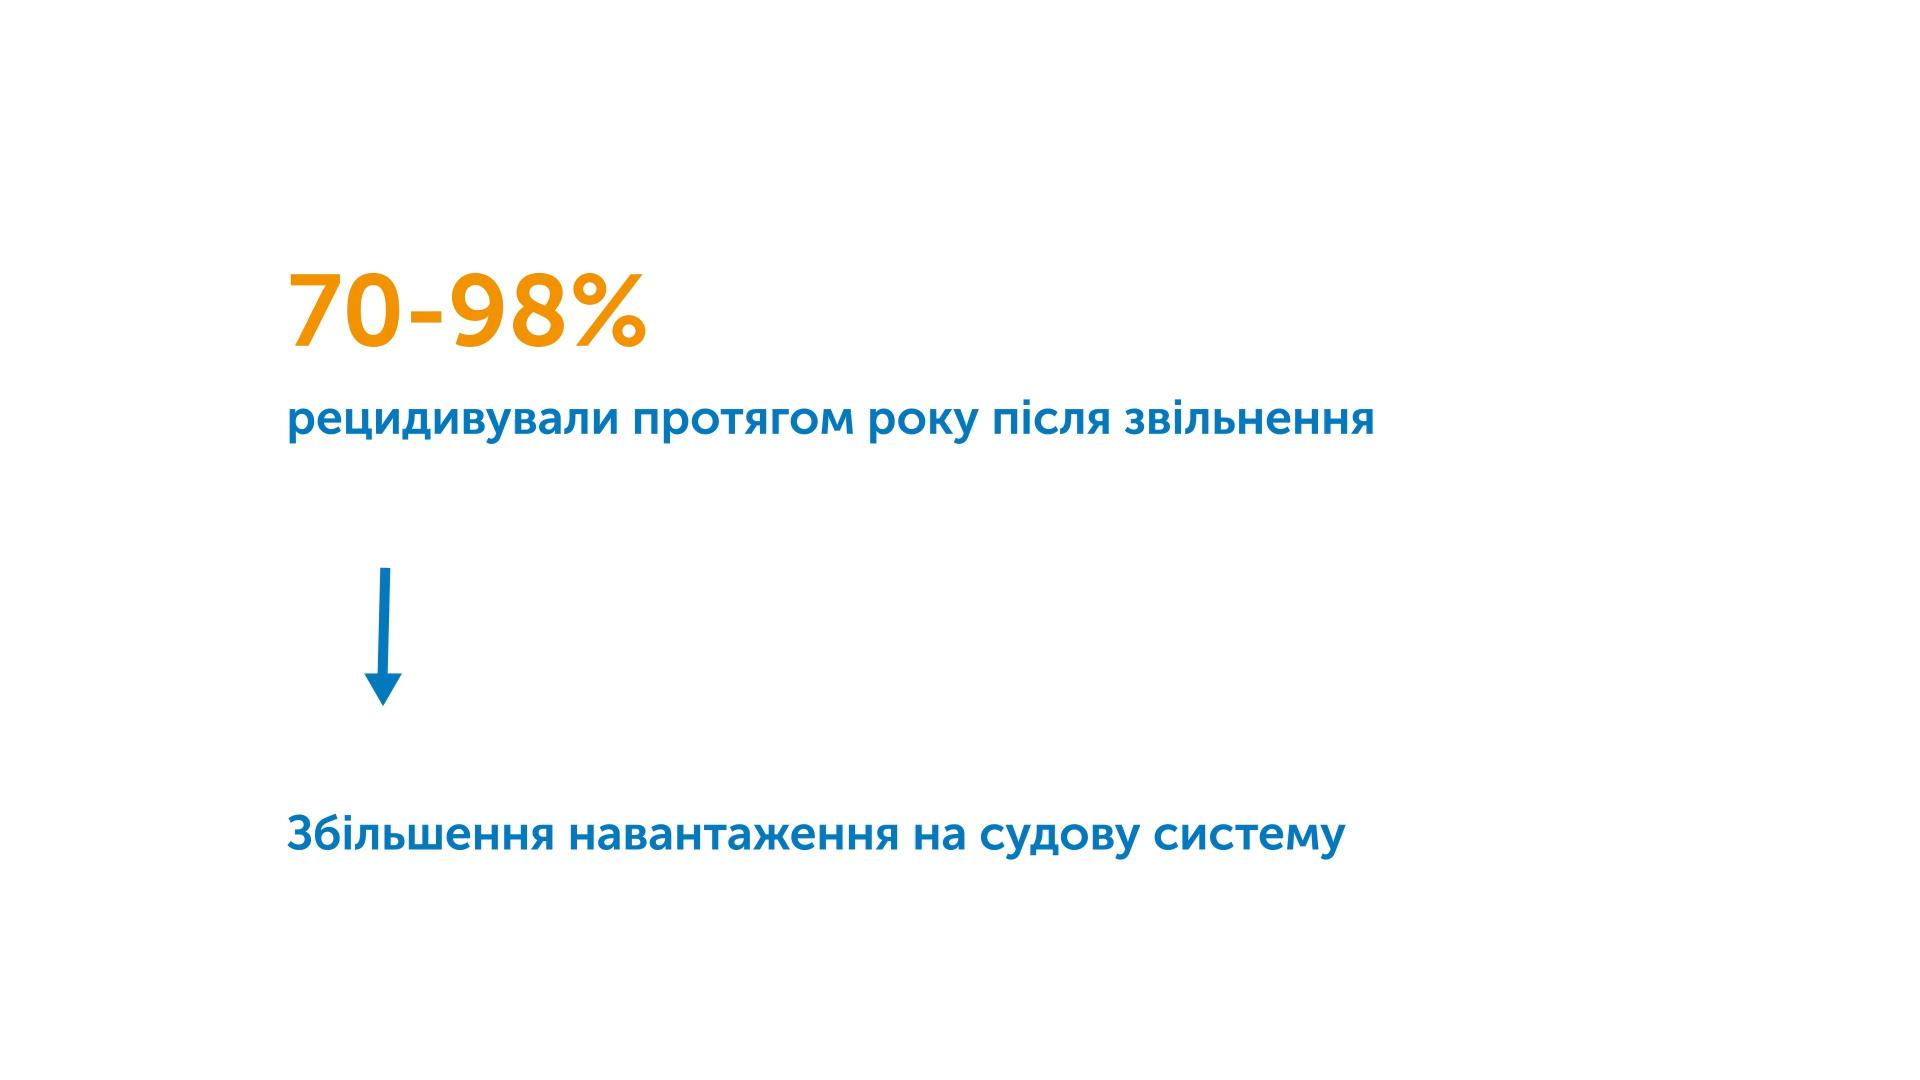 70-98%
рецидивували протягом року після звільнення
Збільшення навантаження на судову систему